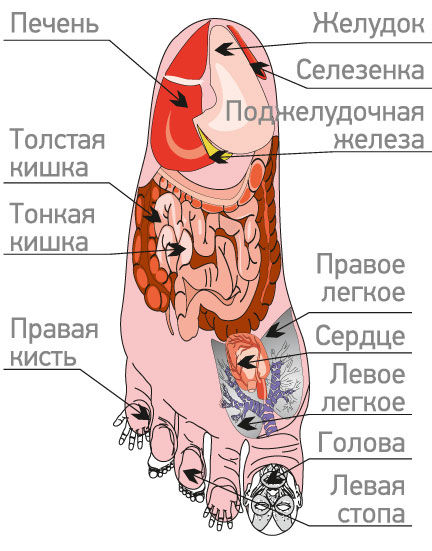 Печень
Желудок
Селезенка
Поджелудочная
железа
Толстая
кишка
Тонкая
кишка
Правое
легкое
Правая
кисть
Сердце
Левое
легкое
Голова
Левая
стопа